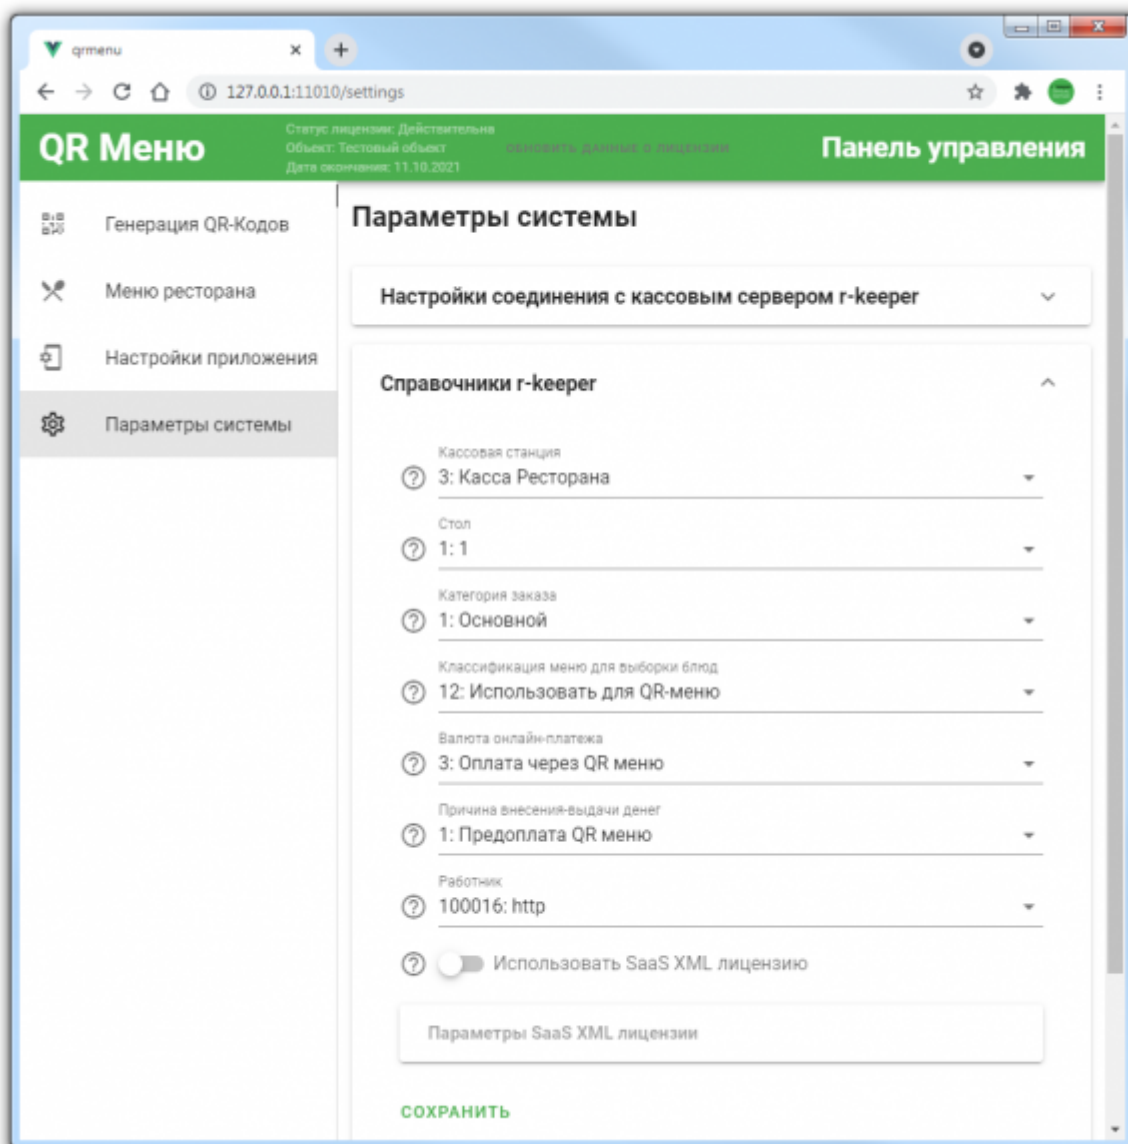 qrmenu
127.0.0.1:11010/settings
QR Меню
Статус лицензии: Действительна
Объект: Тестовый объект
Дата окончания: 11.10.2021
ОБНОВИТЬ ДАННЫЕ О ЛИЦЕНЗИИ
Панель управления
Генерация QR-Кодов
Меню ресторана
Настройки приложения
Параметры системы
Параметры системы
Настройки соединения с кассовым сервером r-keeper
Справочники r-keeper
Кассовая станция
3: Касса Ресторана
Стол
1: 1
Категория заказа
1: Основной
Классификация меню для выборки блюд
12: Использовать для QR-меню
Валюта онлайн-платежа
3: Оплата через QR меню
Причина внесения-выдачи денег
1: Предоплата QR меню
Работник
100016: http
Использовать SaaS XML лицензию
Параметры SaaS XML лицензии
СОХРАНИТЬ